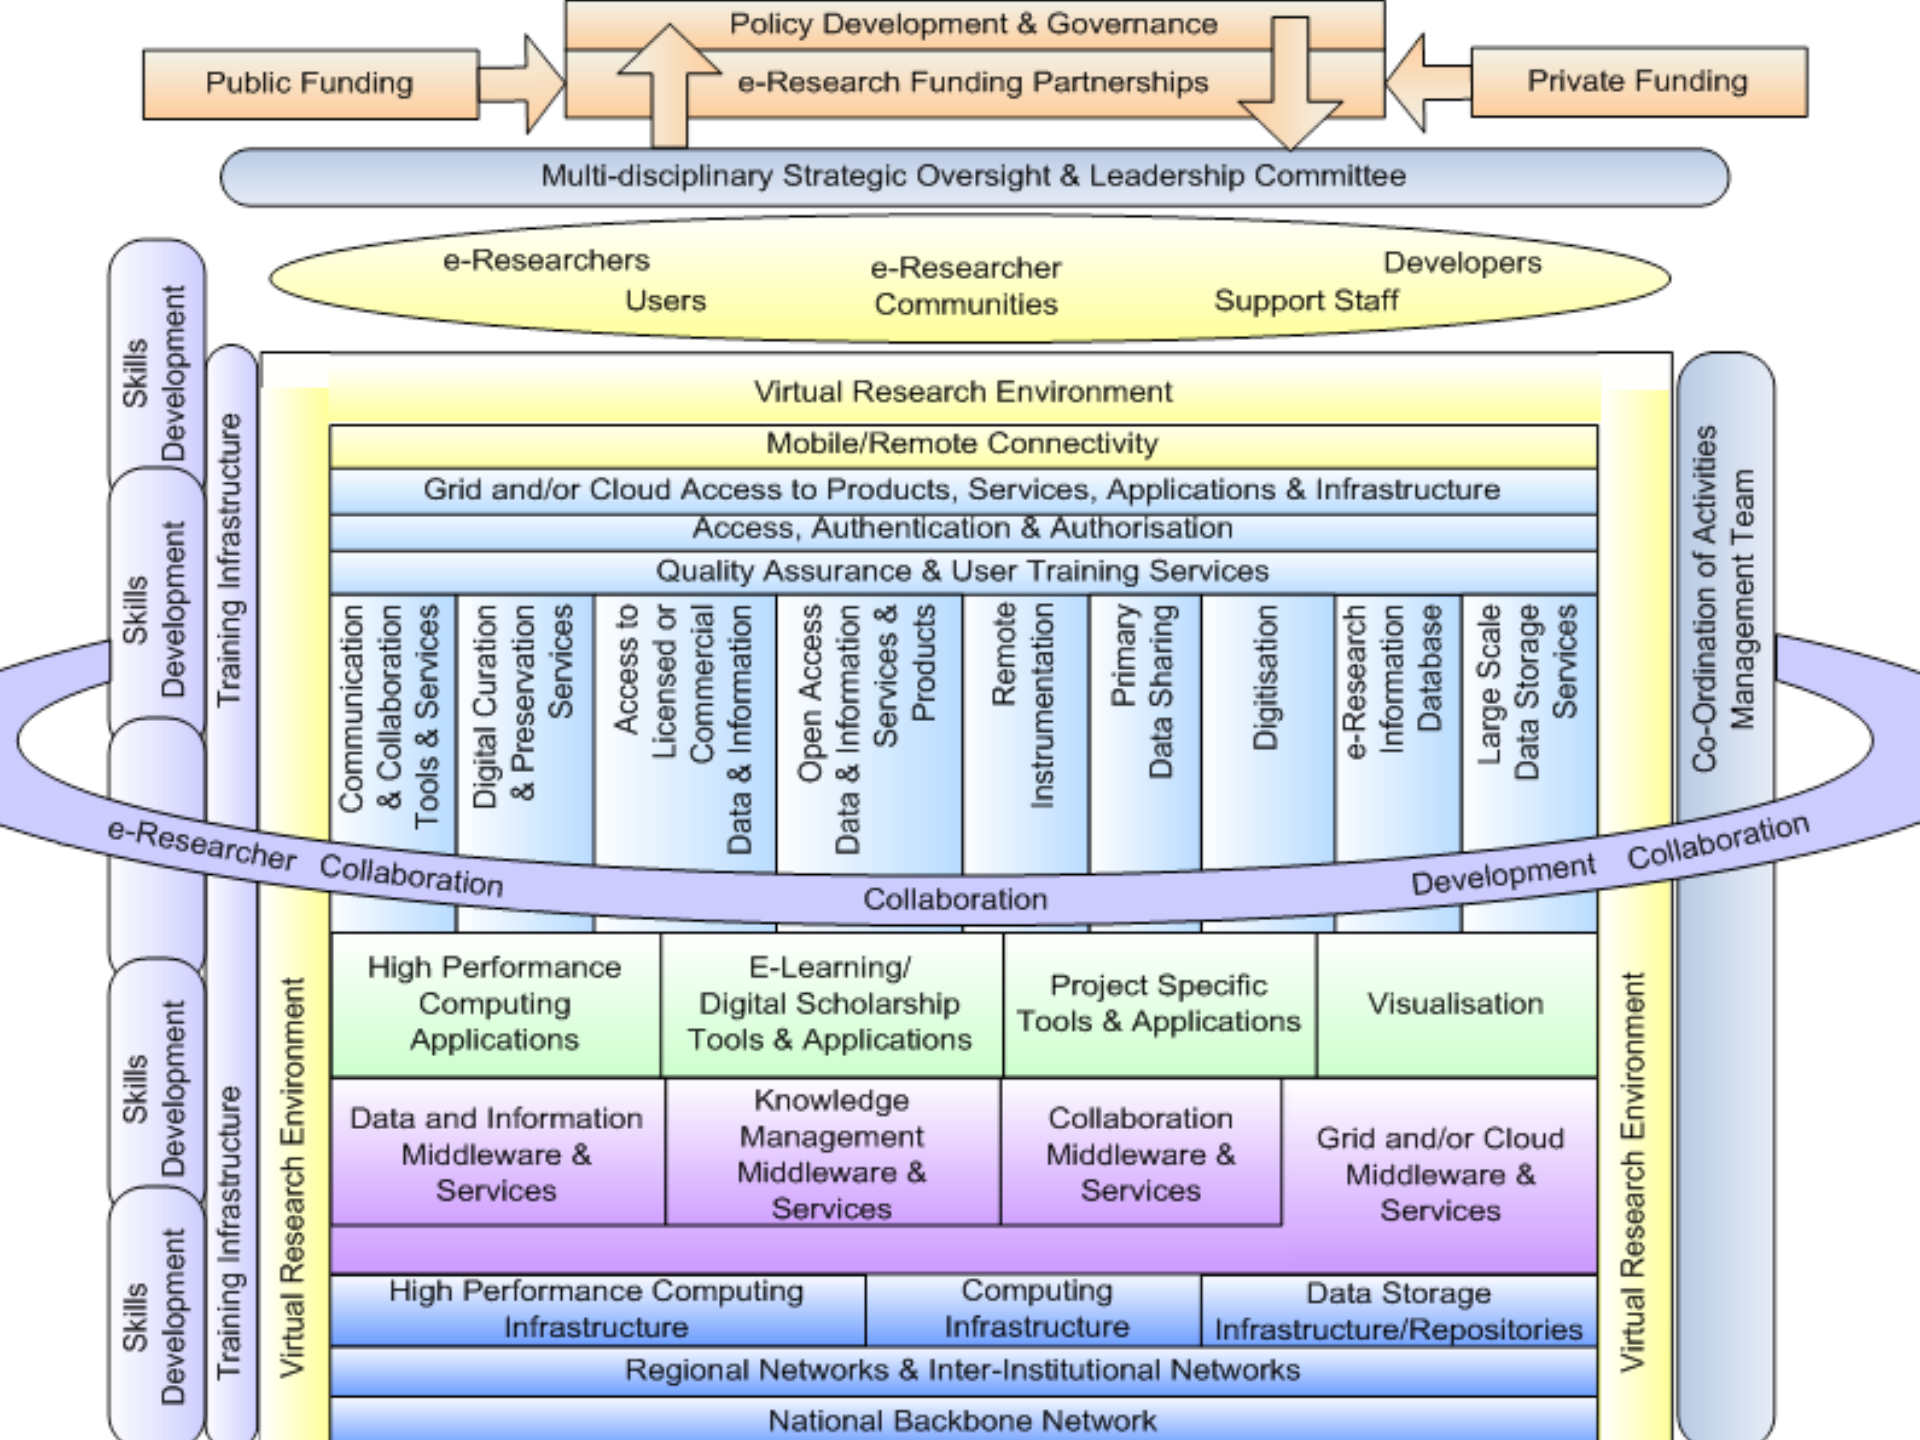 Policy Development & Governance
Public Funding
e-Research Funding Partnerships
Private Funding
Multi-disciplinary Strategic Oversight & Leadership Committee
e-Researchers
Users
e-Researcher
Communities
Developers
Support Staff
Skills
Development
Skills
Development
Skills
Development
Skills
Development
Training Infrastructure
Training Infrastructure
Virtual Research Environment
Virtual Research Environment
Mobile/Remote Connectivity
Grid and/or Cloud Access to Products, Services, Applications & Infrastructure
Access, Authentication & Authorisation
Quality Assurance & User Training Services
Communication
& Collaboration
Tools & Services
Digital Curation
& Preservation
Services
Access to
Licensed or
Commercial
Data & Information
Open Access
Data & Information
Services &
Products
Remote
Instrumentation
Primary
Data Sharing
Digitisation
e-Research
Information
Database
Large Scale
Data Storage
Services
e-Researcher Collaboration
Collaboration
Development Collaboration
High Performance
Computing
Applications
E-Learning/
Digital Scholarship
Tools & Applications
Project Specific
Tools & Applications
Visualisation
Data and Information
Middleware &
Services
Knowledge
Management
Middleware &
Services
Collaboration
Middleware &
Services
Grid and/or Cloud
Middleware &
Services
High Performance Computing
Infrastructure
Computing
Infrastructure
Data Storage
Infrastructure/Repositories
Regional Networks & Inter-Institutional Networks
National Backbone Network
Virtual Research Environment
Co-Ordination of Activities
Management Team